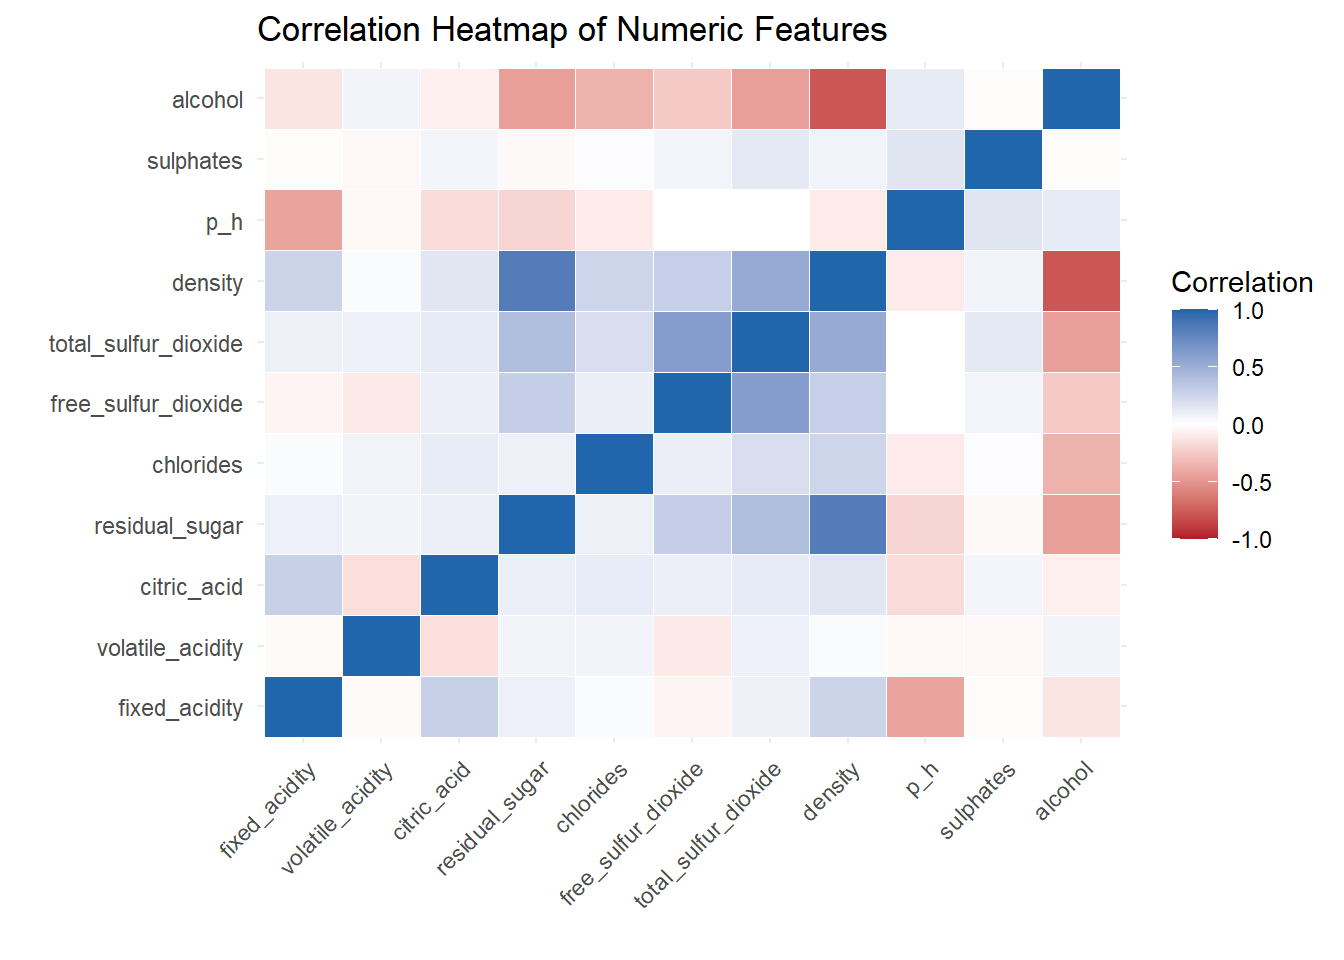 Correlation Heatmap of Numeric Features
alcohol
sulphates
p_h
density
total_sulfur_dioxide
free_sulfur_dioxide
chlorides
residual_sugar
citric_acid
volatile_acidity
fixed_acidity
fixed_acidity
volatile_acidity
citric_acid
residual_sugar
chlorides
free_sulfur_dioxide
total_sulfur_dioxide
density
p_h
sulphates
alcohol
Correlation
1.0
0.5
0.0
-0.5
-1.0